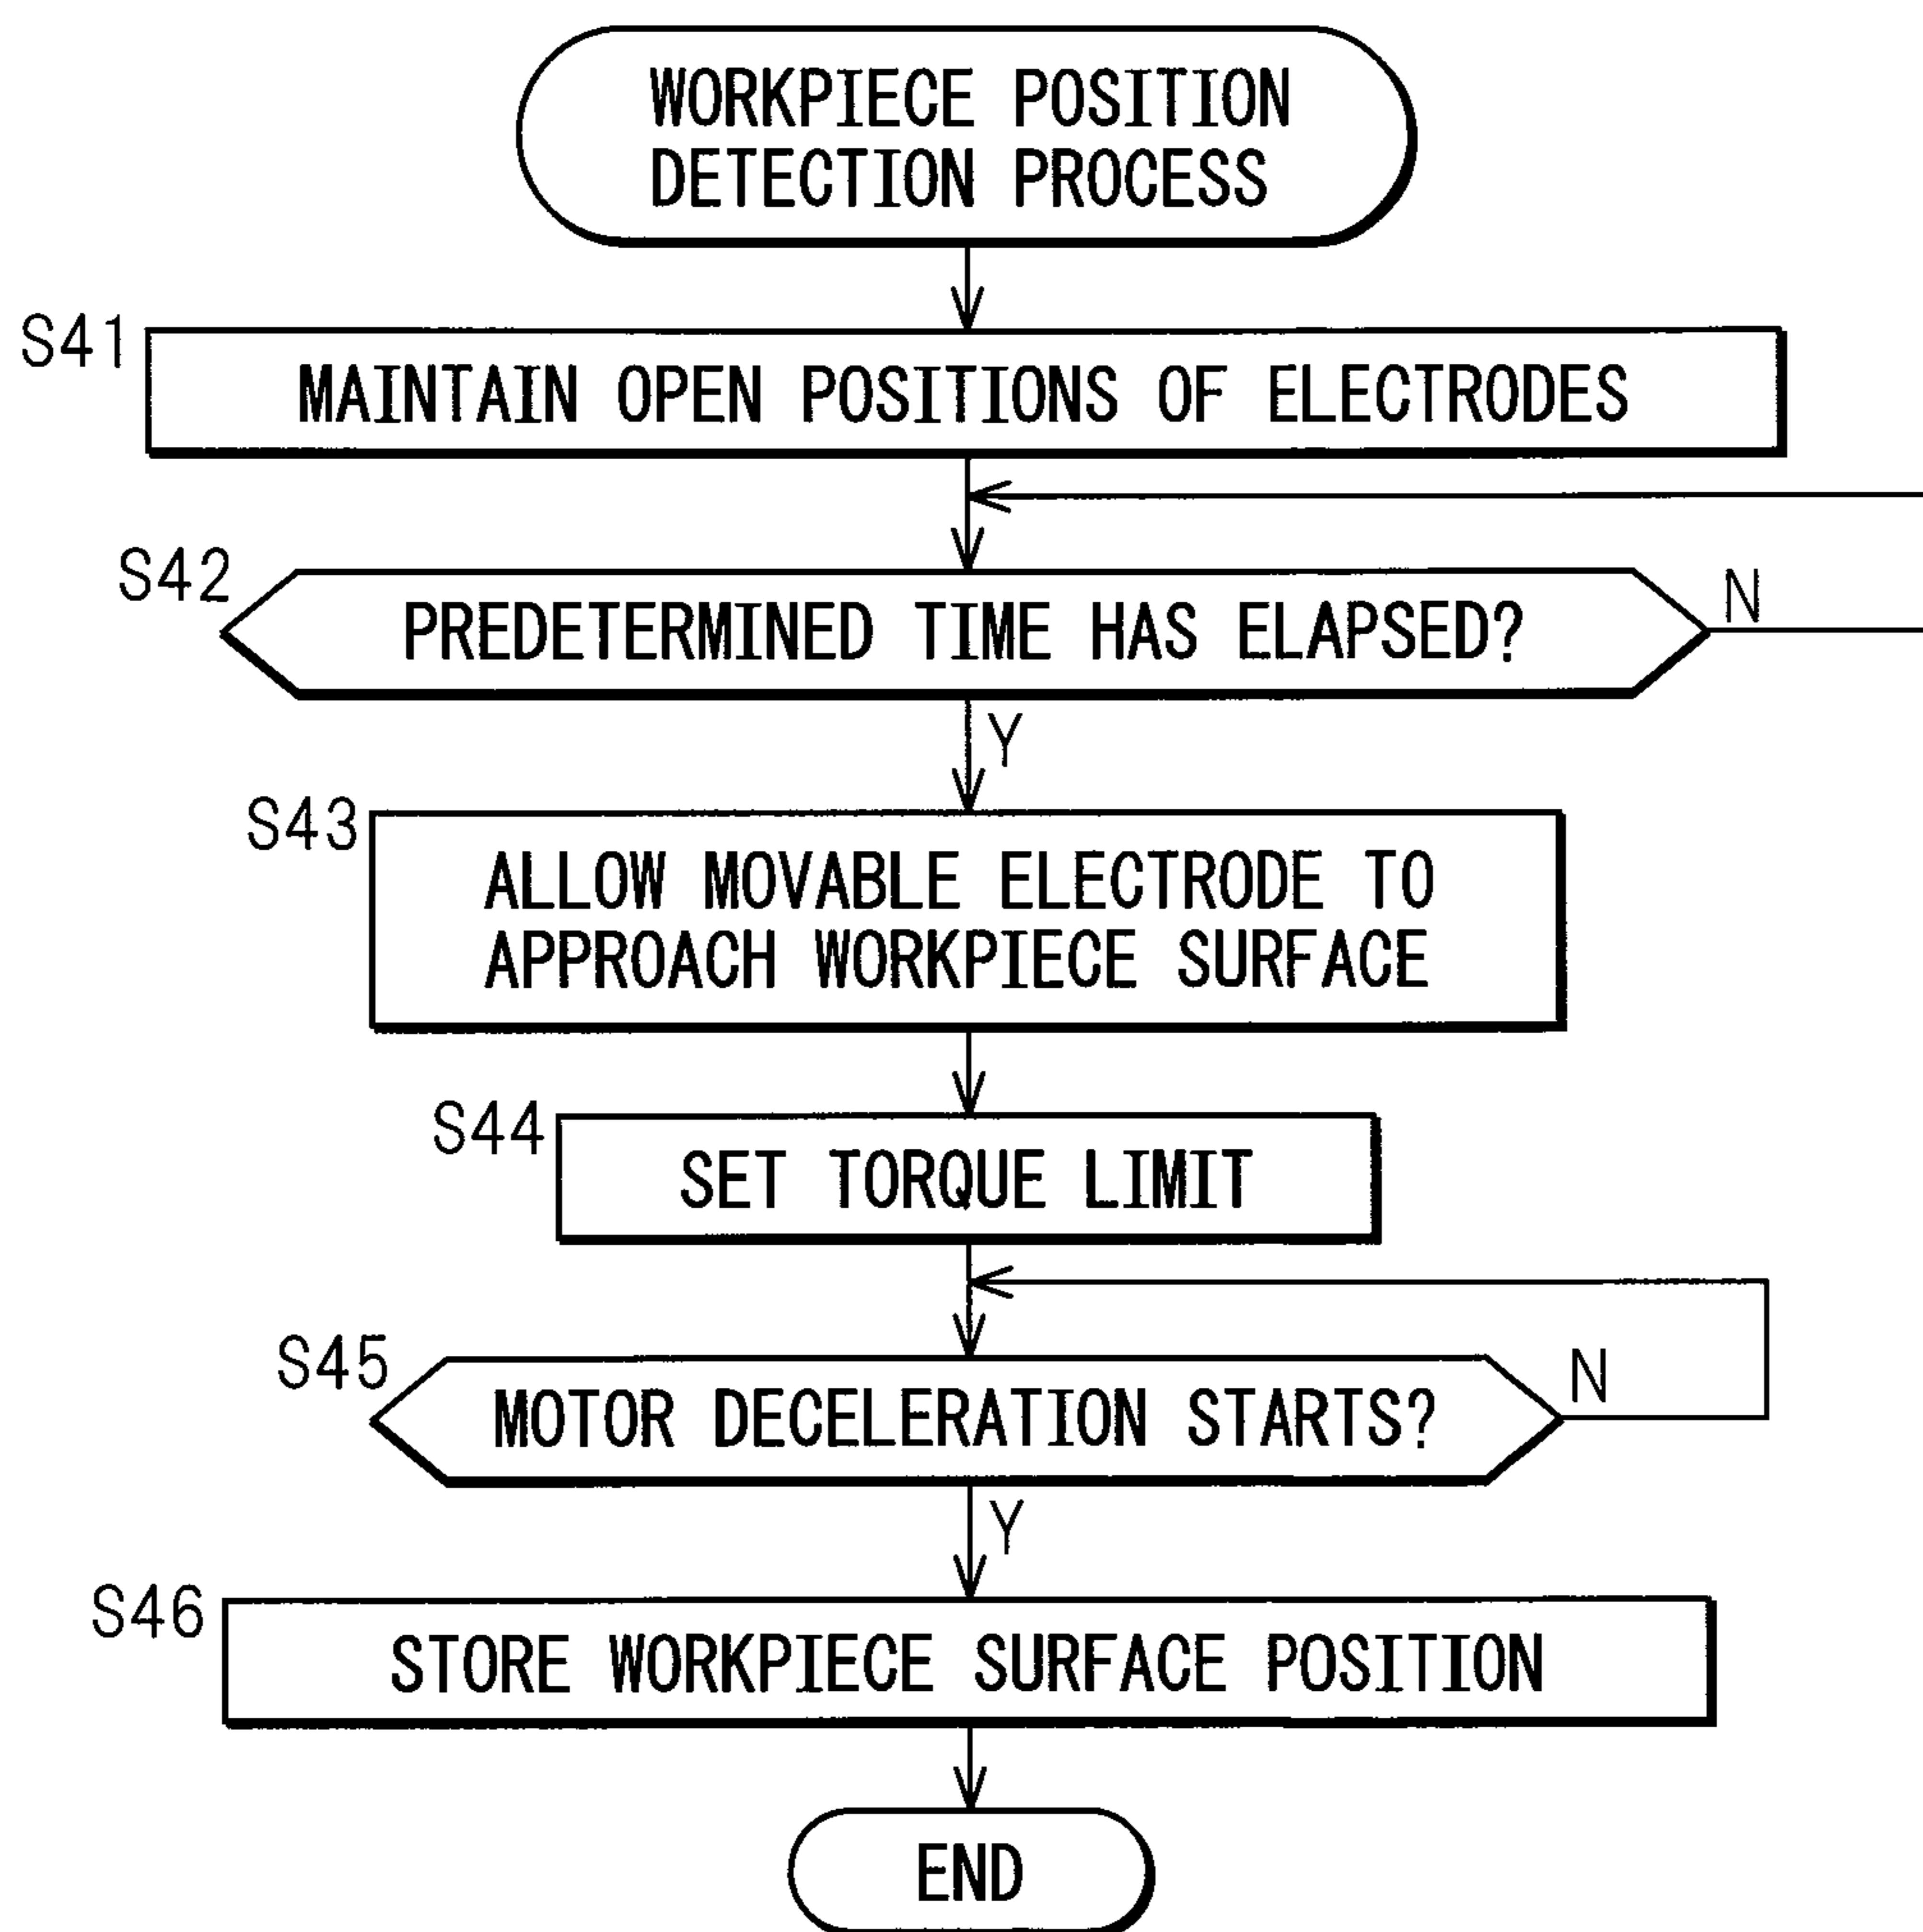 WORKPIECE POSITION
DETECTION PROCESS
S41
MAINTAIN OPEN POSITIONS OF ELECTRODES
S42
PREDETERMINED TIME HAS ELAPSED?
N
Y
S43
ALLOW MOVABLE ELECTRODE TO
APPROACH WORKPIECE SURFACE
S44
SET TORQUE LIMIT
S45
MOTOR DECELERATION STARTS?
N
Y
S46
STORE WORKPIECE SURFACE POSITION
END